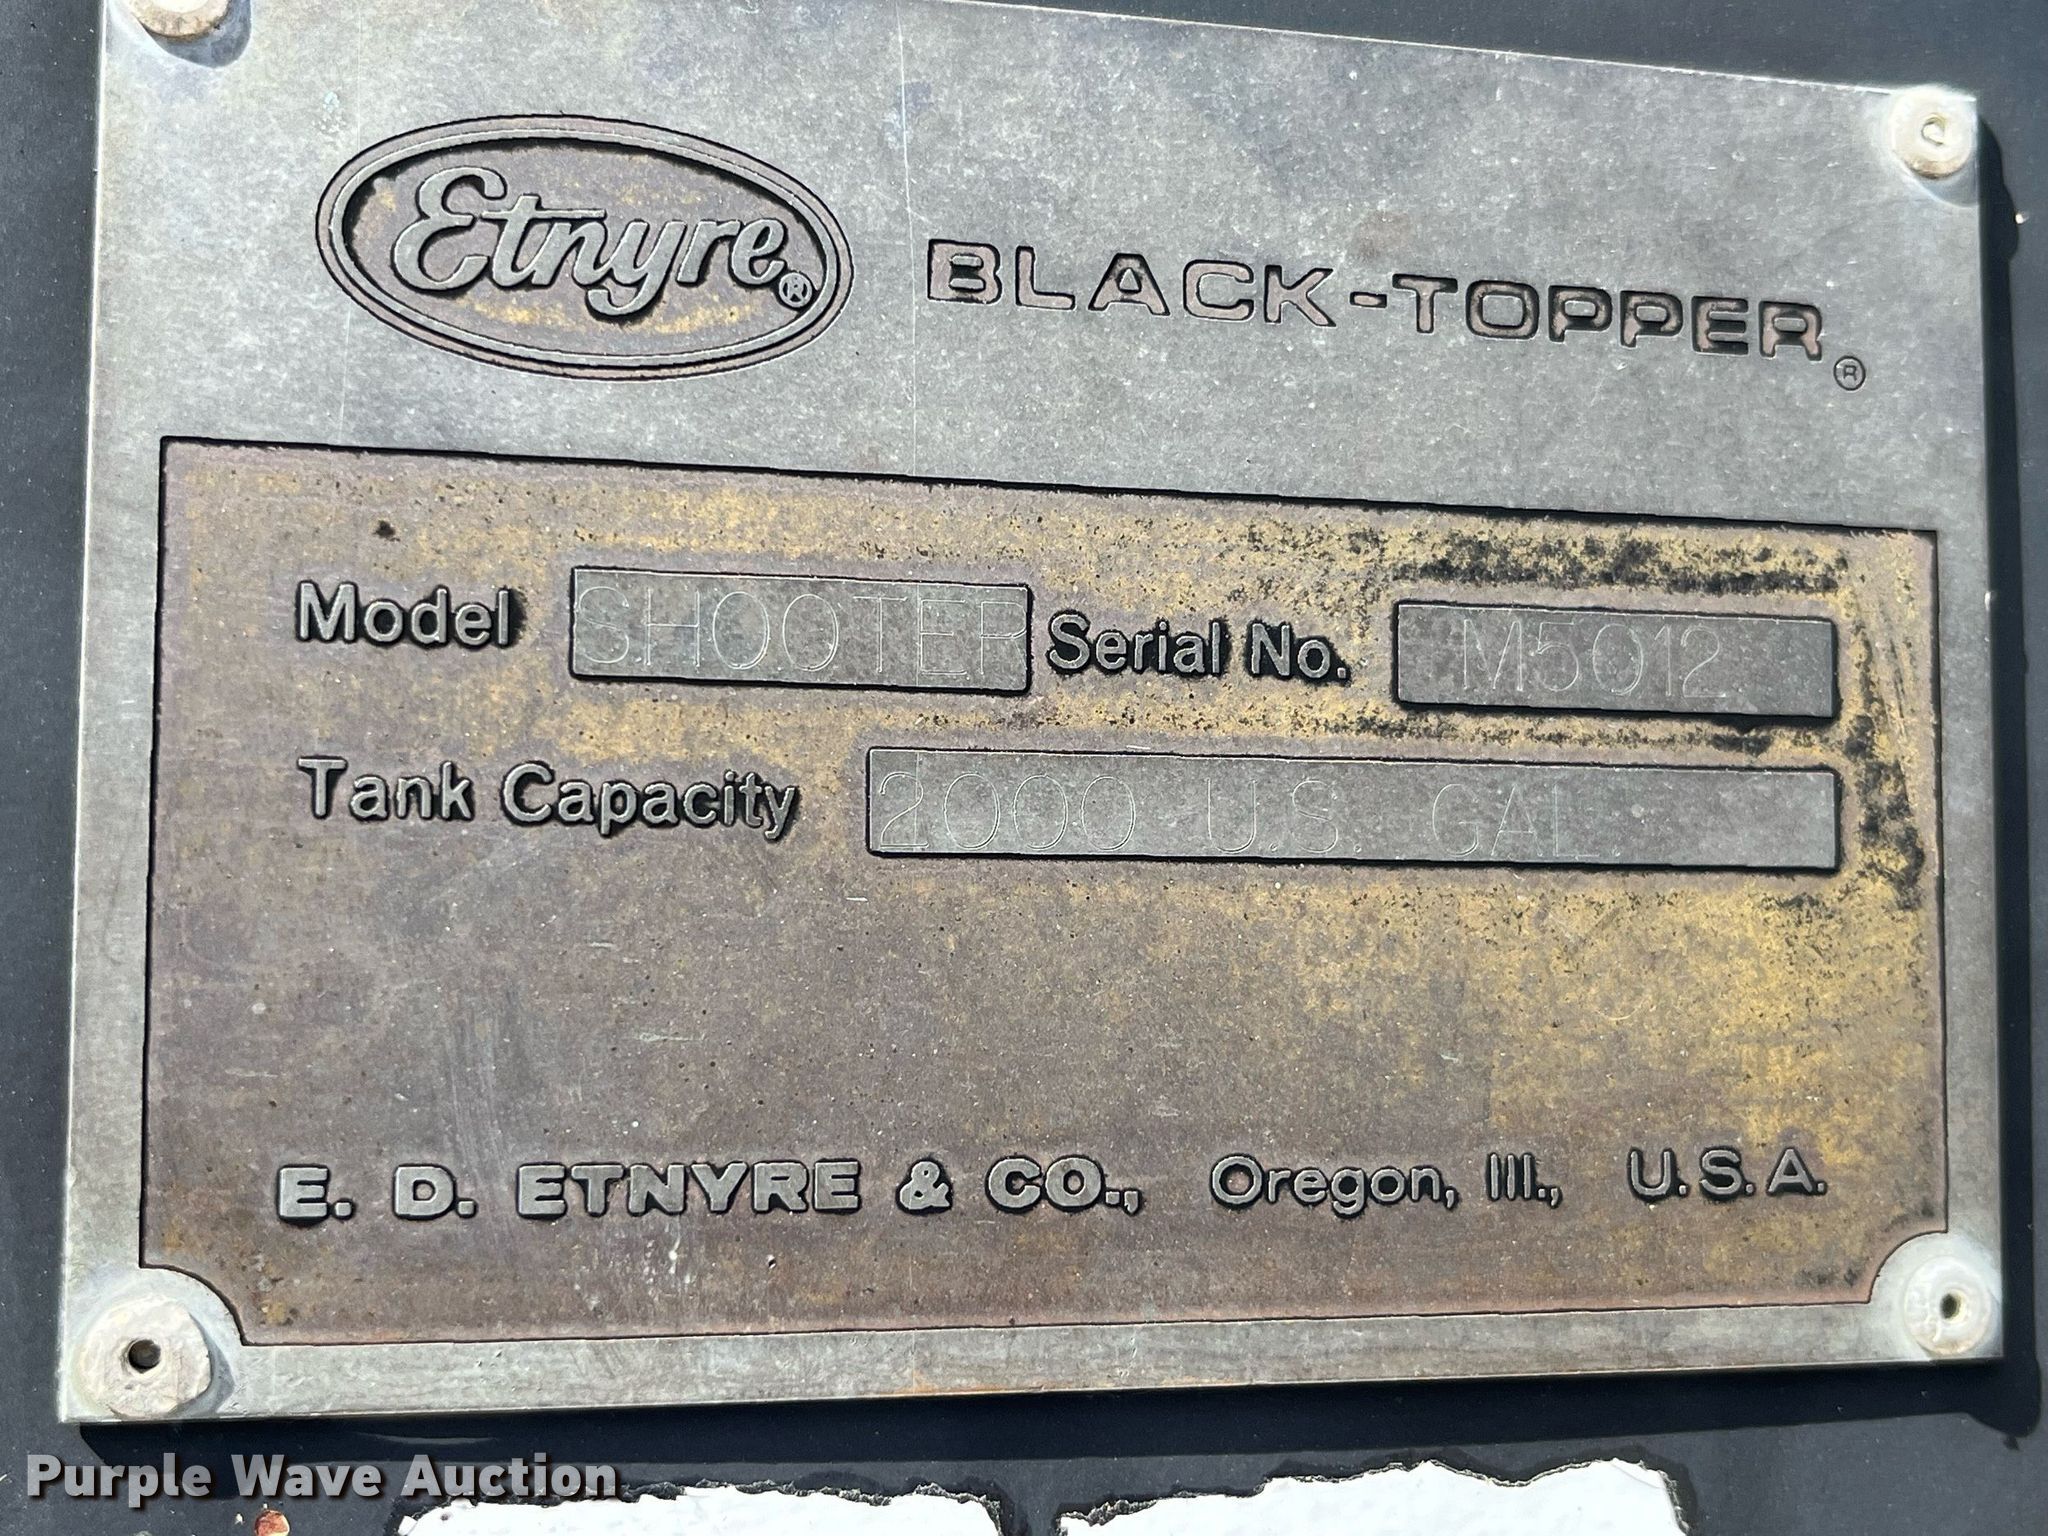 Etnyre® BLACK-TOPPER®
Model SHOOTER Serial No. M5012
Tank Capacity 2000 U.S. GAL.
E. D. ETNYRE & CO., Oregon, Ill., U.S.A.
Purple Wave Auction